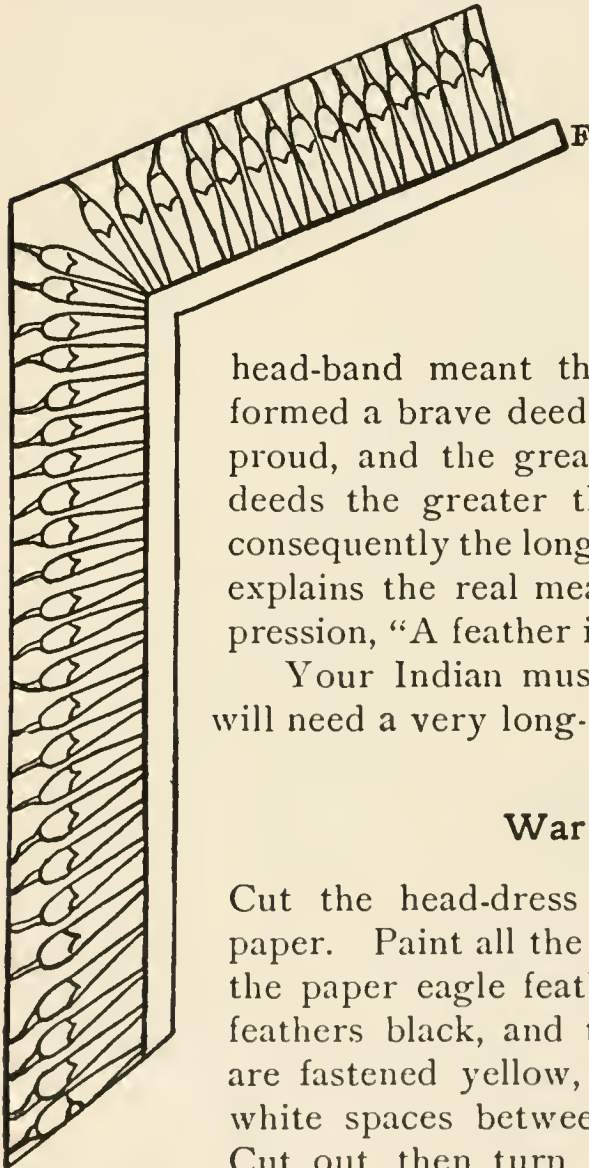 F
head-band meant th
formed a brave deed
proud, and the grea
deeds the greater t
consequently the long
explains the real mea
pression, “A feather i
Your Indian mus
will need a very long-
War
Cut the head-dress
paper. Paint all the
the paper eagle feat
feathers black, and t
are fastened yellow,
white spaces betwee
Cut out, then turn